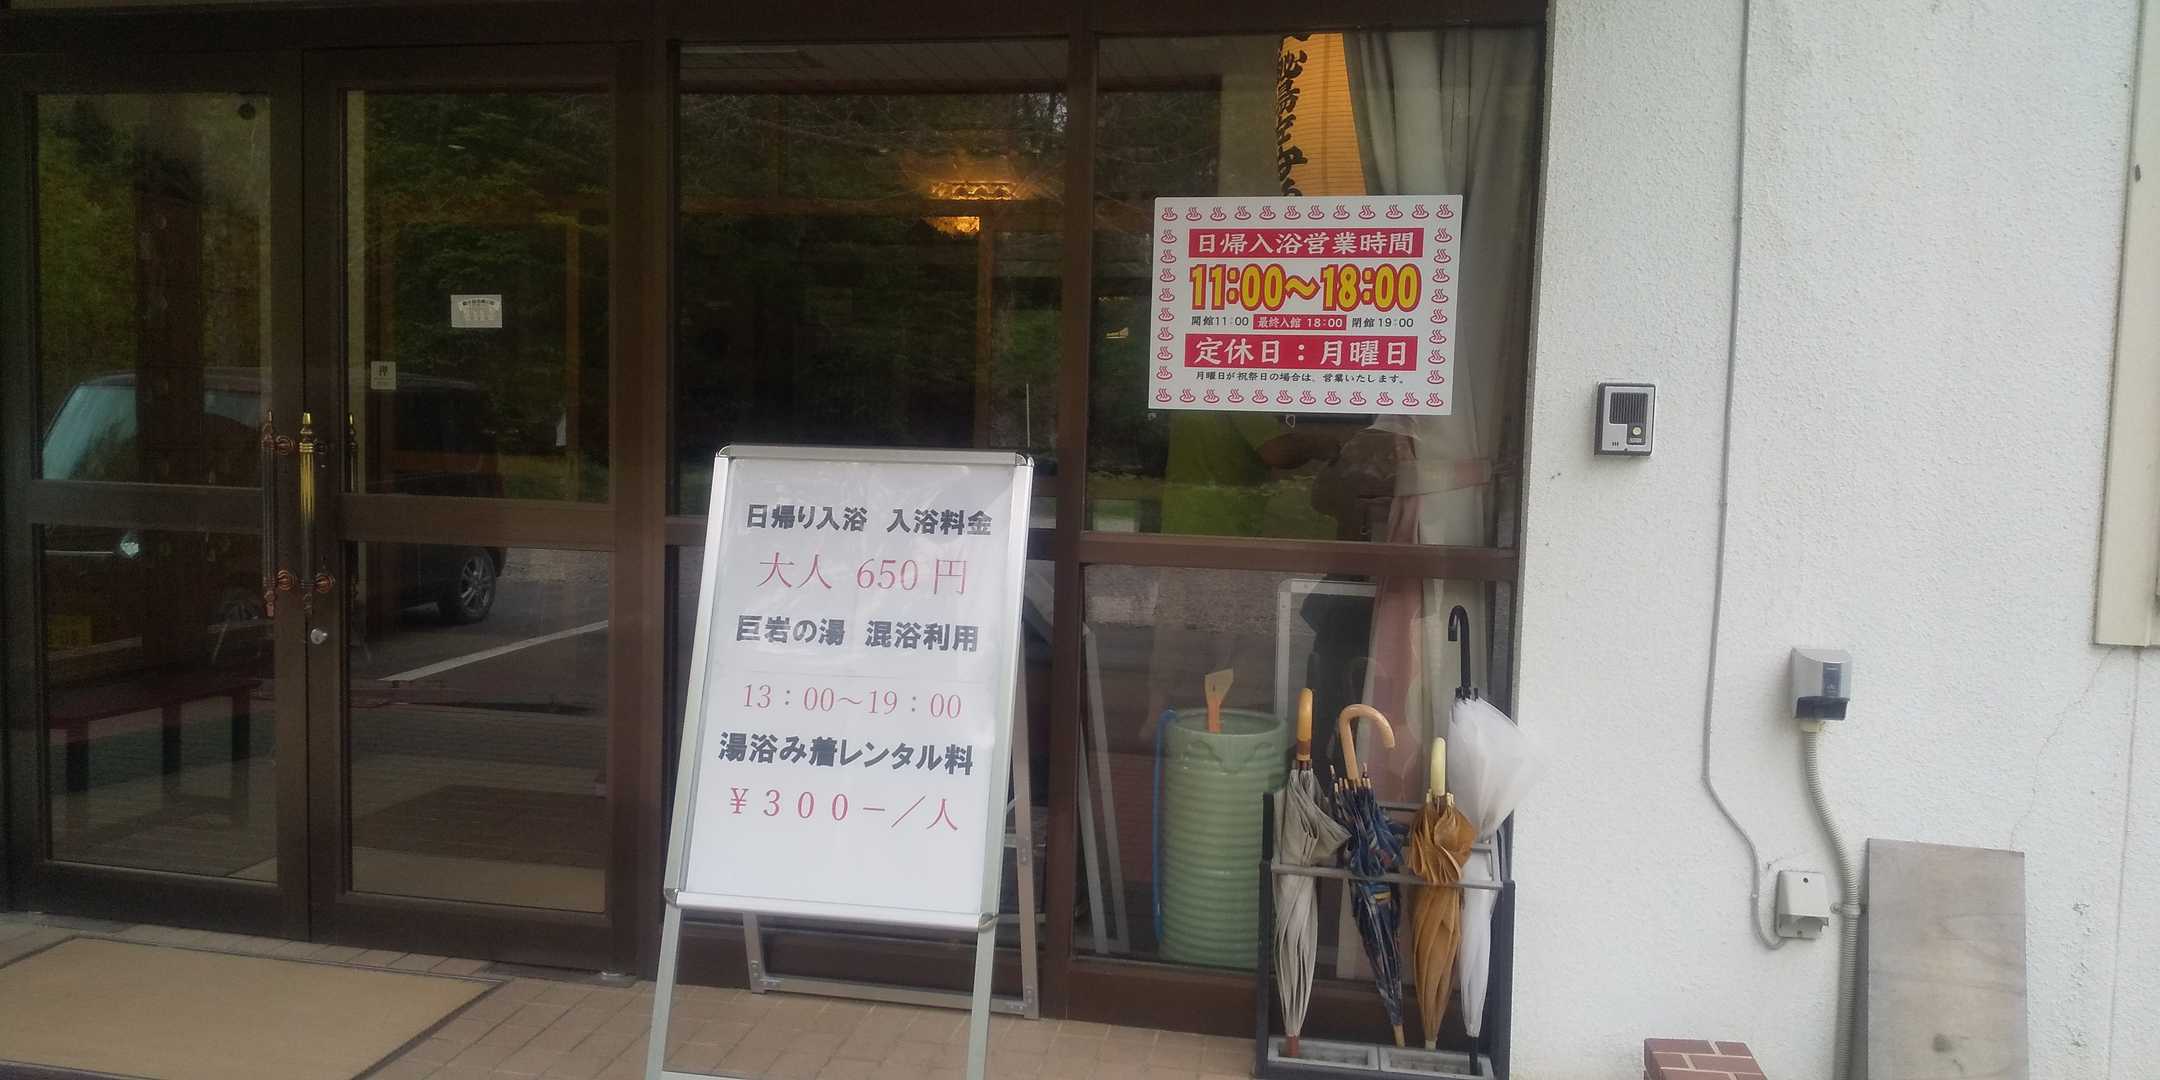 日帰入浴営業時間
11:00～18:00
開館11:00 最終入館 18:00 閉館19:00
定休日：月曜日
月曜日が祝祭日の場合は、営業いたします。
押
日帰り入浴 入浴料金
大人 650円
巨岩の湯 混浴利用
13：00～19：00
湯浴み着レンタル料
￥３００－／人